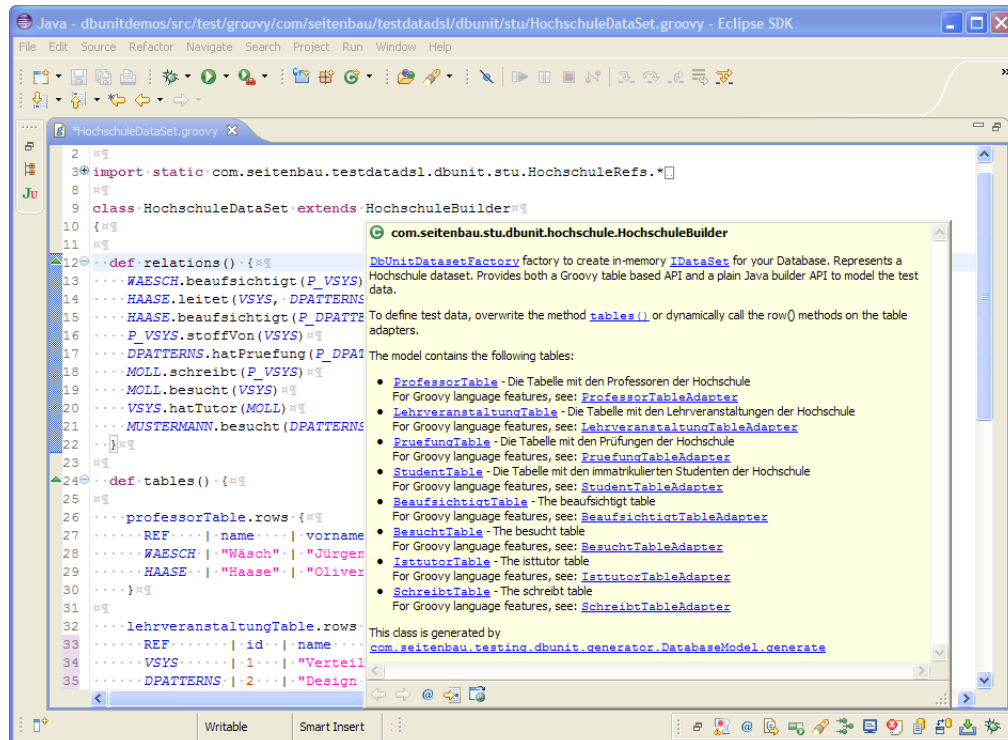 Java - dbunitdemos/src/test/groovy/com/seitenbau/testdatadsl/dbunit/stu/HochschuleDataSet.groovy - Eclipse SDK
File Edit Source Refactor Navigate Search Project Run Window Help
*HochschuleDataSet.groovy
2
3 import static com.seitenbau.testdatadsl.dbunit.stu.HochschuleRefs.*
8
9 class HochschuleDataSet extends HochschuleBuilder
10 {
11
12 def relations() {
13 WAESCH.beaufsichtigt(P_VSYS)
14 HAASE.leitet(VSYS, DPATTERNS
15 HAASE.beaufsichtigt(P_DPATTE
16 P_VSYS.stoffVon(VSYS)
17 DPATTERNS.hatPruefung(P_DPAT
18 MOLL.schreibt(P_VSYS)
19 MOLL.besucht(VSYS)
20 VSYS.hatTutor(MOLL)
21 MUSTERMANN.besucht(DPATTERNS
22 }
23
24 def tables() {
25
26 professorTable.rows {
27 REF | name | vorname
28 WAESCH | "Wäsch" | "Jürgen
29 HAASE | "Haase" | "Oliver
30 }
31
32 lehrveranstaltungTable.rows
33 REF | id | name
34 VSYS | 1 | "Verteil
35 DPATTERNS | 2 | "Design
com.seitenbau.stu.dbunit.hochschule.HochschuleBuilder
DbUnitDatasetFactory factory to create in-memory IDataSet for your Database. Represents a
Hochschule dataset. Provides both a Groovy table based API and a plain Java builder API to model the test
data.
To define test data, overwrite the method tables() or dynamically call the row() methods on the table
adapters.
The model contains the following tables:
• ProfessorTable - Die Tabelle mit den Professoren der Hochschule
For Groovy language features, see: ProfessorTableAdapter
• LehrveranstaltungTable - Die Tabelle mit den Lehrveranstaltungen der Hochschule
For Groovy language features, see: LehrveranstaltungTableAdapter
• PruefungTable - Die Tabelle mit den Prüfungen der Hochschule
For Groovy language features, see: PruefungTableAdapter
• StudentTable - Die Tabelle mit den immatrikulierten Studenten der Hochschule
For Groovy language features, see: StudentTableAdapter
• BeaufsichtigtTable - The beaufsichtigt table
For Groovy language features, see: BeaufsichtigtTableAdapter
• BesuchtTable - The besucht table
For Groovy language features, see: BesuchtTableAdapter
• IsttutorTable - The isttutor table
For Groovy language features, see: IsttutorTableAdapter
• SchreibtTable - The schreibt table
For Groovy language features, see: SchreibtTableAdapter
This class is generated by
com.seitenbau.testing.dbunit.generator.DatabaseModel.generate
Writable Smart Insert